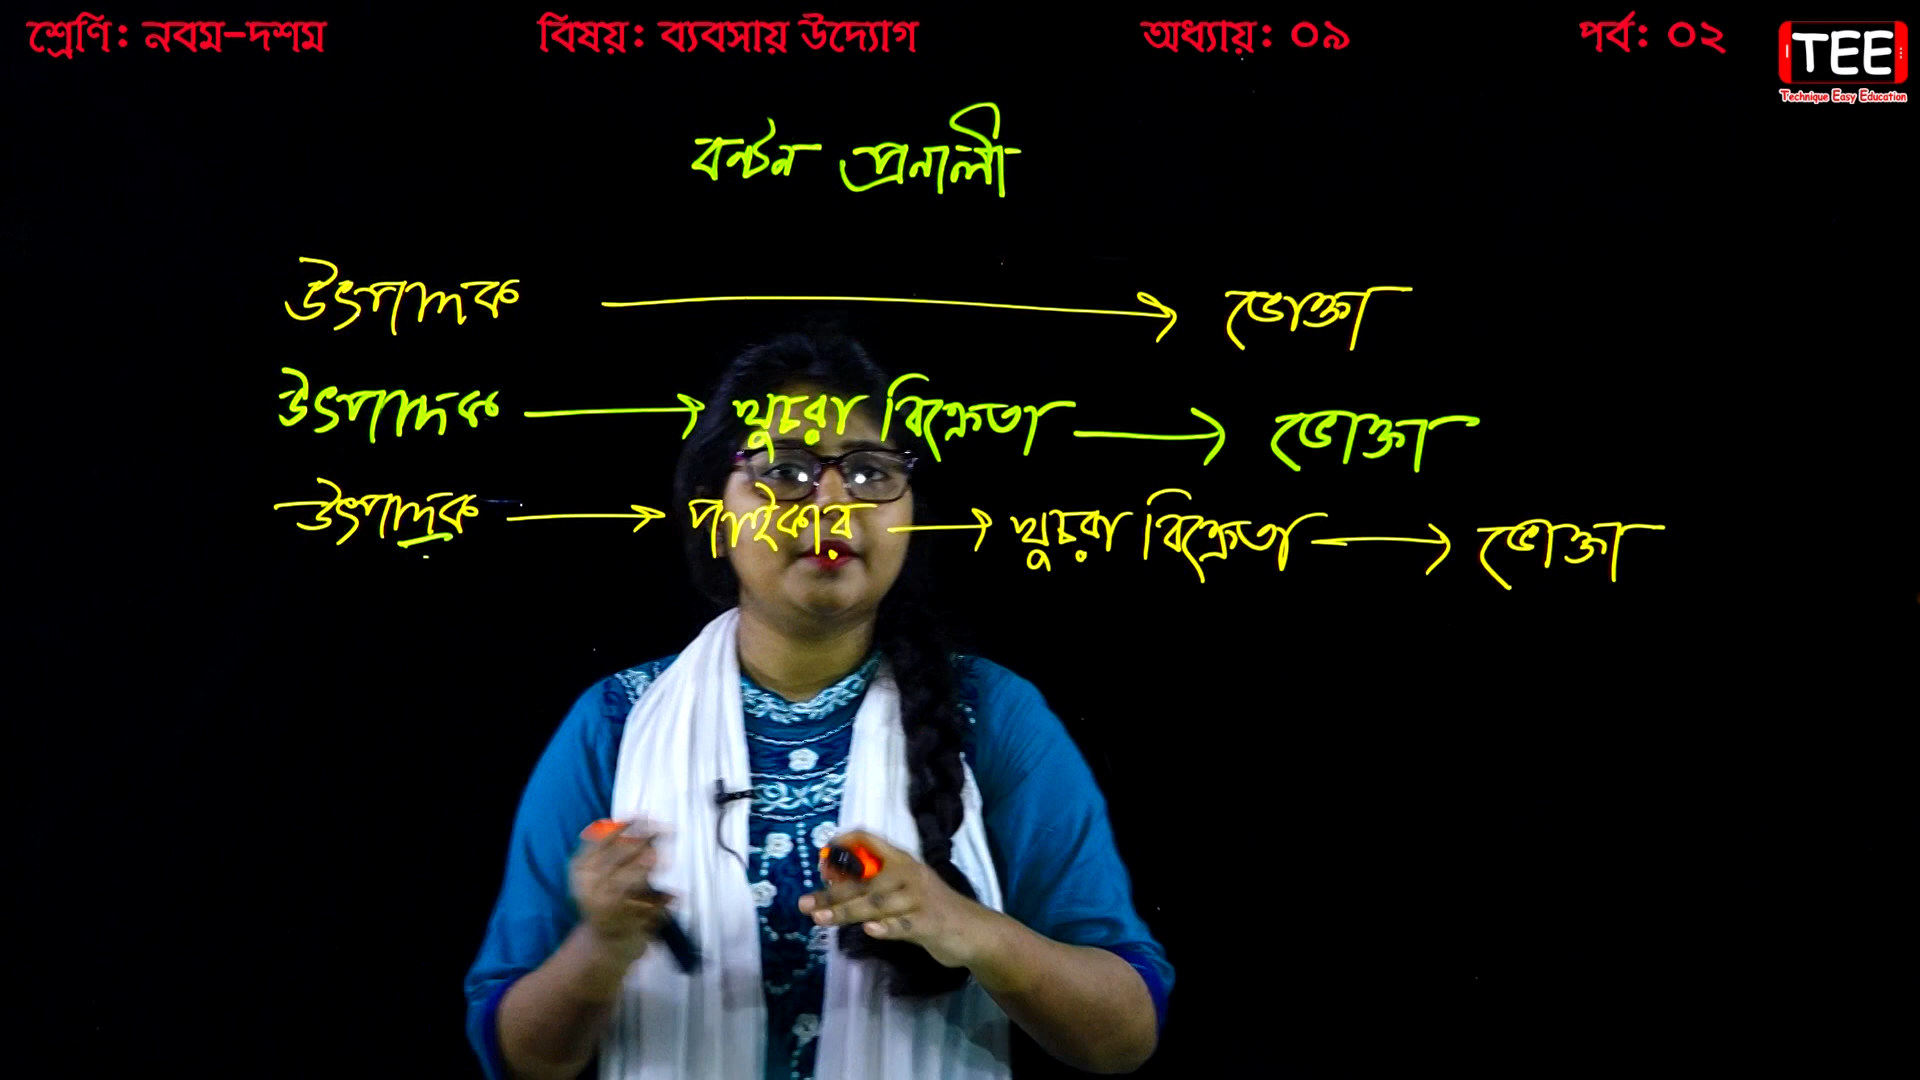 শ্রেণি: নবম-দশম বিষয়: ব্যবসায় উদ্যোগ অধ্যায়: ০৯ পর্ব: ০২
TEE
Technique Easy Education
বন্টন প্রনালী
উৎপাদক → ভোক্তা
উৎপাদক → খুচরা বিক্রেতা → ভোক্তা
উৎপাদক → পাইকার → খুচরা বিক্রেতা → ভোক্তা